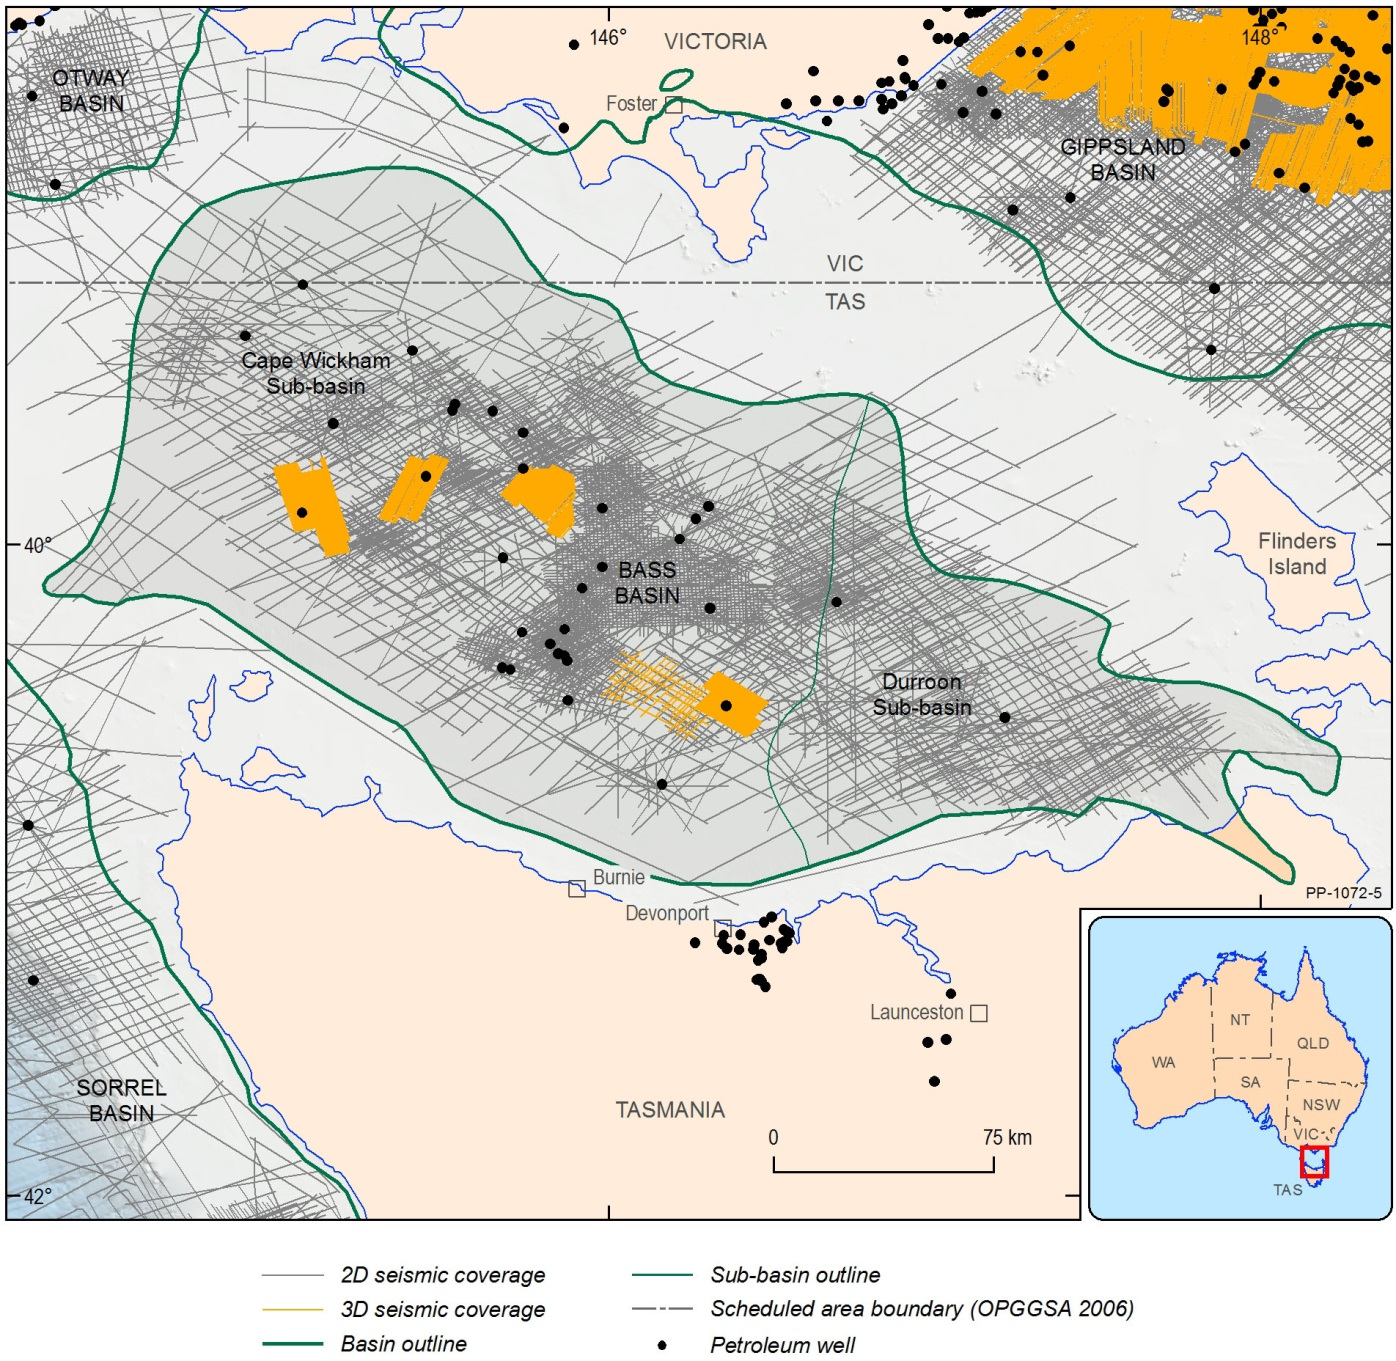 146°
VICTORIA
148°
OTWAY
BASIN
Foster
GIPPSLAND
BASIN
VIC
TAS
Cape Wickham
Sub-basin
40°
BASS
BASIN
Flinders
Island
Durroon
Sub-basin
Burnie
Devonport
PP-1072-5
Launceston
SORREL
BASIN
TASMANIA
0
75 km
42°
NT
WA
QLD
SA
NSW
VIC
TAS
2D seismic coverage
3D seismic coverage
Basin outline
Sub-basin outline
Scheduled area boundary (OPGGSA 2006)
Petroleum well